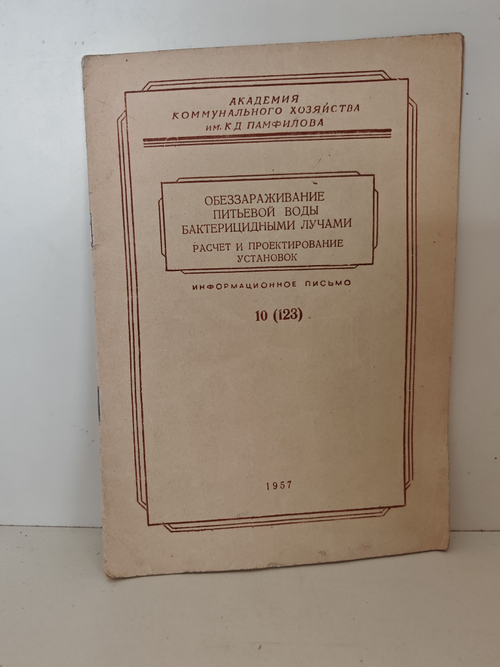 АКАДЕМИЯ
КОММУНАЛЬНОГО ХОЗЯЙСТВА
ИМ. К Д ПАМФИЛОВА
ОБЕЗЗАРАЖИВАНИЕ
ПИТЬЕВОЙ ВОДЫ
БАКТЕРИЦИДНЫМИ ЛУЧАМИ
РАСЧЕТ И ПРОЕКТИРОВАНИЕ
УСТАНОВОК
ИНФОРМАЦИОННОЕ ПИСЬМО
10 (123)
1957